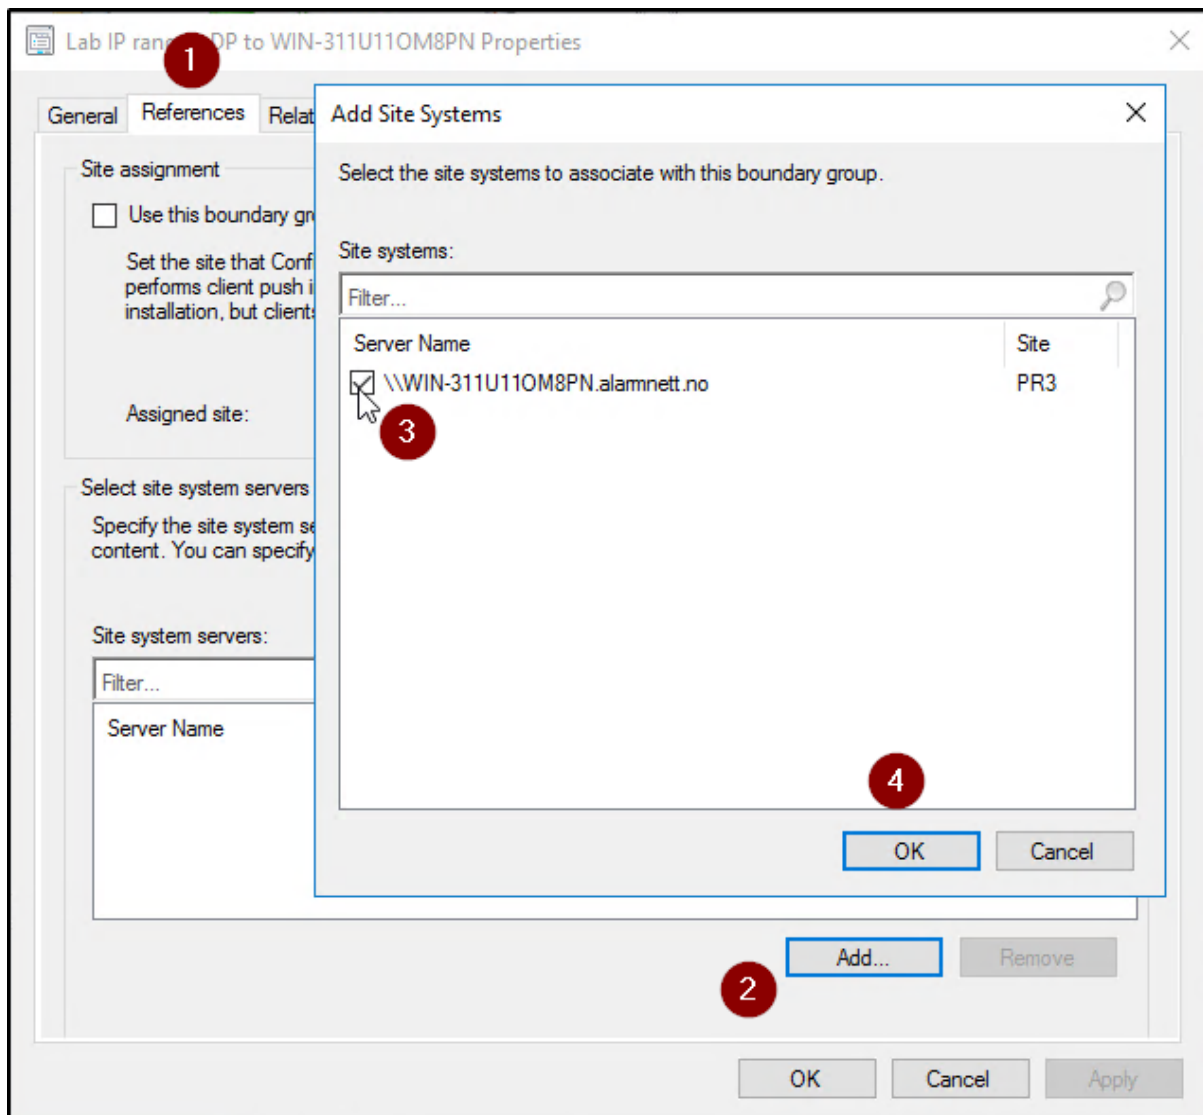 Lab IP rang DP to WIN-311U11OM8PN Properties
1
General References Relat
Add Site Systems
Select the site systems to associate with this boundary group.
Site systems:
Filter...
Server Name Site
\\WIN-311U11OM8PN.alarmnett.no PR3
3
4
OK Cancel
Site assignment
Use this boundary gr
Set the site that Conf
performs client push i
installation, but client
Assigned site:
Select site system servers
Specify the site system se
content. You can specify
Site system servers:
Filter...
Server Name
Add... Remove
2
OK Cancel Apply